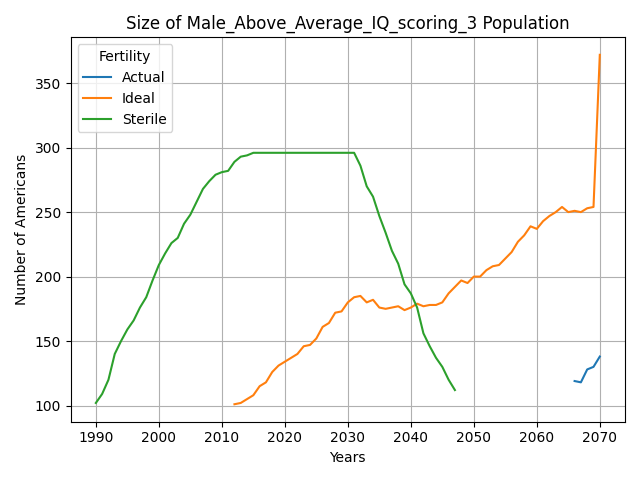 Size of Male_Above_Average_IQ_scoring_3 Population
Fertility
Actual
Ideal
Sterile
Number of Americans
350
300
250
200
150
100
1990 2000 2010 2020 2030 2040 2050 2060 2070
Years